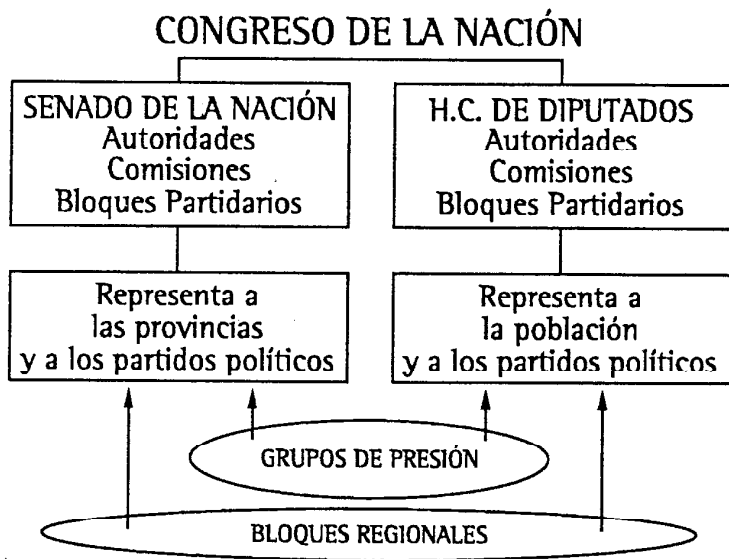 CONGRESO DE LA NACIÓN
SENADO DE LA NACIÓN
Autoridades
Comisiones
Bloques Partidarios
H.C. DE DIPUTADOS
Autoridades
Comisiones
Bloques Partidarios
Representa a
las provincias
y a los partidos políticos
Representa a
la población
y a los partidos políticos
GRUPOS DE PRESIÓN
BLOQUES REGIONALES